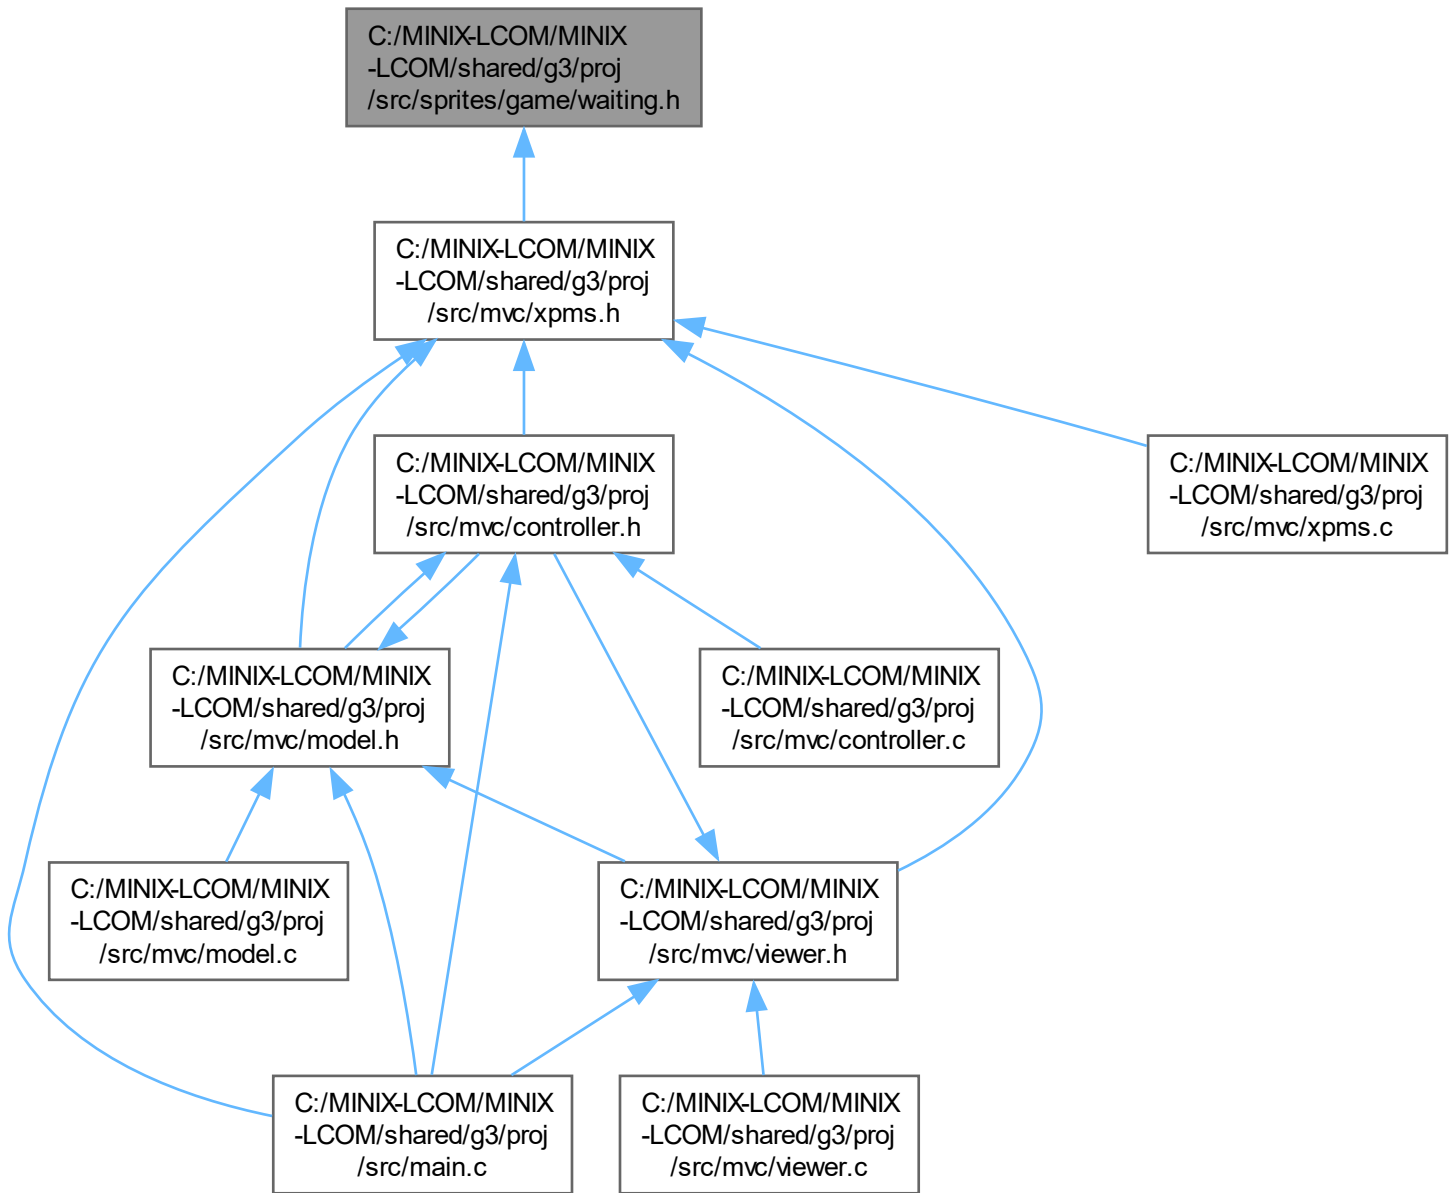 C:/MINIX-LCOM/MINIX
-LCOM/shared/g3/proj
/src/sprites/game/waiting.h
C:/MINIX-LCOM/MINIX
-LCOM/shared/g3/proj
/src/mvc/xpms.h
C:/MINIX-LCOM/MINIX
-LCOM/shared/g3/proj
/src/mvc/controller.h
C:/MINIX-LCOM/MINIX
-LCOM/shared/g3/proj
/src/mvc/xpms.c
C:/MINIX-LCOM/MINIX
-LCOM/shared/g3/proj
/src/mvc/model.h
C:/MINIX-LCOM/MINIX
-LCOM/shared/g3/proj
/src/mvc/controller.c
C:/MINIX-LCOM/MINIX
-LCOM/shared/g3/proj
/src/mvc/model.c
C:/MINIX-LCOM/MINIX
-LCOM/shared/g3/proj
/src/mvc/viewer.h
C:/MINIX-LCOM/MINIX
-LCOM/shared/g3/proj
/src/main.c
C:/MINIX-LCOM/MINIX
-LCOM/shared/g3/proj
/src/mvc/viewer.c